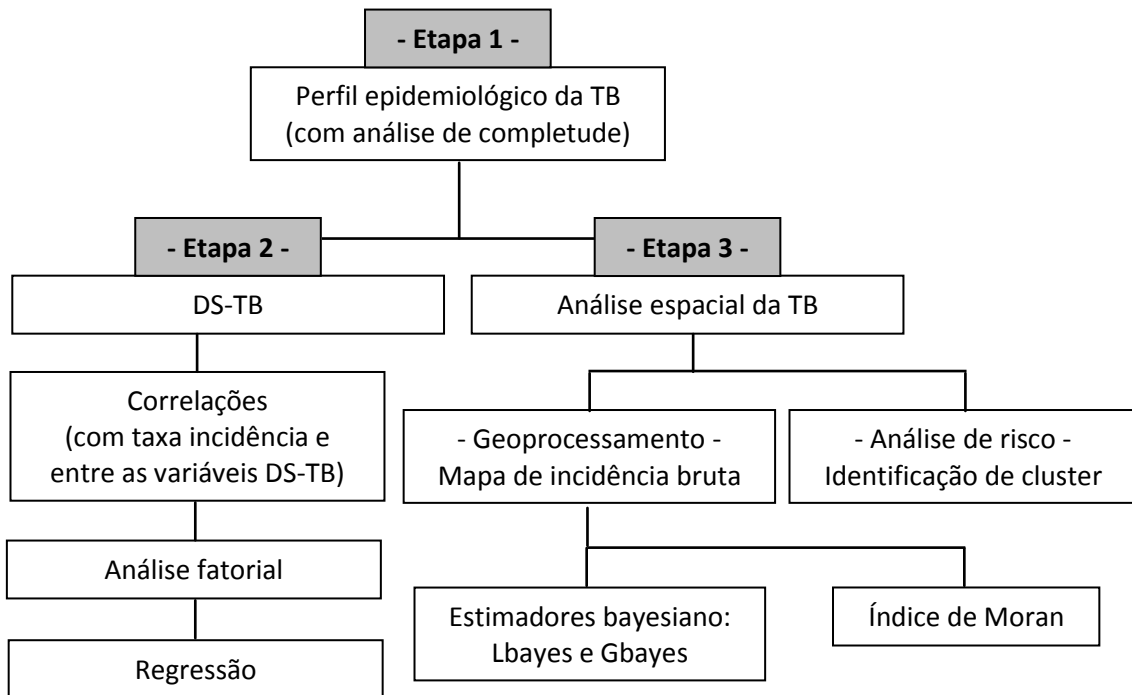 - Etapa 1 -
Perfil epidemiológico da TB
(com análise de completude)
- Etapa 2 -
DS-TB
Correlações
(com taxa incidência e
entre as variáveis DS-TB)
Análise fatorial
Regressão
- Etapa 3 -
Análise espacial da TB
- Geoprocessamento -
Mapa de incidência bruta
- Análise de risco -
Identificação de cluster
Estimadores bayesiano:
Lbayes e Gbayes
Índice de Moran